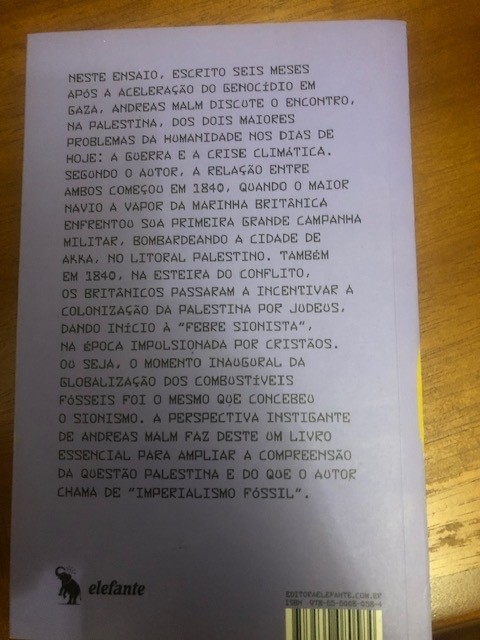 NESTE ENSAIO, ESCRITO SEIS MESES
APÓS A ACELERAÇÃO DO GENOCÍDIO EM
GAZA, ANDREAS MALM DISCUTE O ENCONTRO,
NA PALESTINA, DOS DOIS MAIORES
PROBLEMAS DA HUMANIDADE NOS DIAS DE
HOJE: A GUERRA E A CRISE CLIMÁTICA.
SEGUNDO O AUTOR, A RELAÇÃO ENTRE
AMBOS COMEÇOU EM 1840, QUANDO O MAIOR
NAVIO A VAPOR DA MARINHA BRITÂNICA
ENFRENTOU SUA PRIMEIRA GRANDE CAMPANHA
MILITAR, BOMBARDEANDO A CIDADE DE
AKKA, NO LITORAL PALESTINO. TAMBÉM
EM 1840, NA ESTEIRA DO CONFLITO,
OS BRITÂNICOS PASSARAM A INCENTIVAR A
COLONIZAÇÃO DA PALESTINA POR JUDEUS,
DANDO INÍCIO À "FEBRE SIONISTA",
NA ÉPOCA IMPULSIONADA POR CRISTÃOS.
OU SEJA, O MOMENTO INAUGURAL DA
GLOBALIZAÇÃO DOS COMBUSTÍVEIS
FÓSSEIS FOI O MESMO QUE CONCEBEU
O SIONISMO. A PERSPECTIVA INSTIGANTE
DE ANDREAS MALM FAZ DESTE UM LIVRO
ESSENCIAL PARA AMPLIAR A COMPREENSÃO
DA QUESTÃO PALESTINA E DO QUE O AUTOR
CHAMA DE "IMPERIALISMO FÓSSIL".
elefante
EDITORAELEFANTE.COM.BR
ISBN